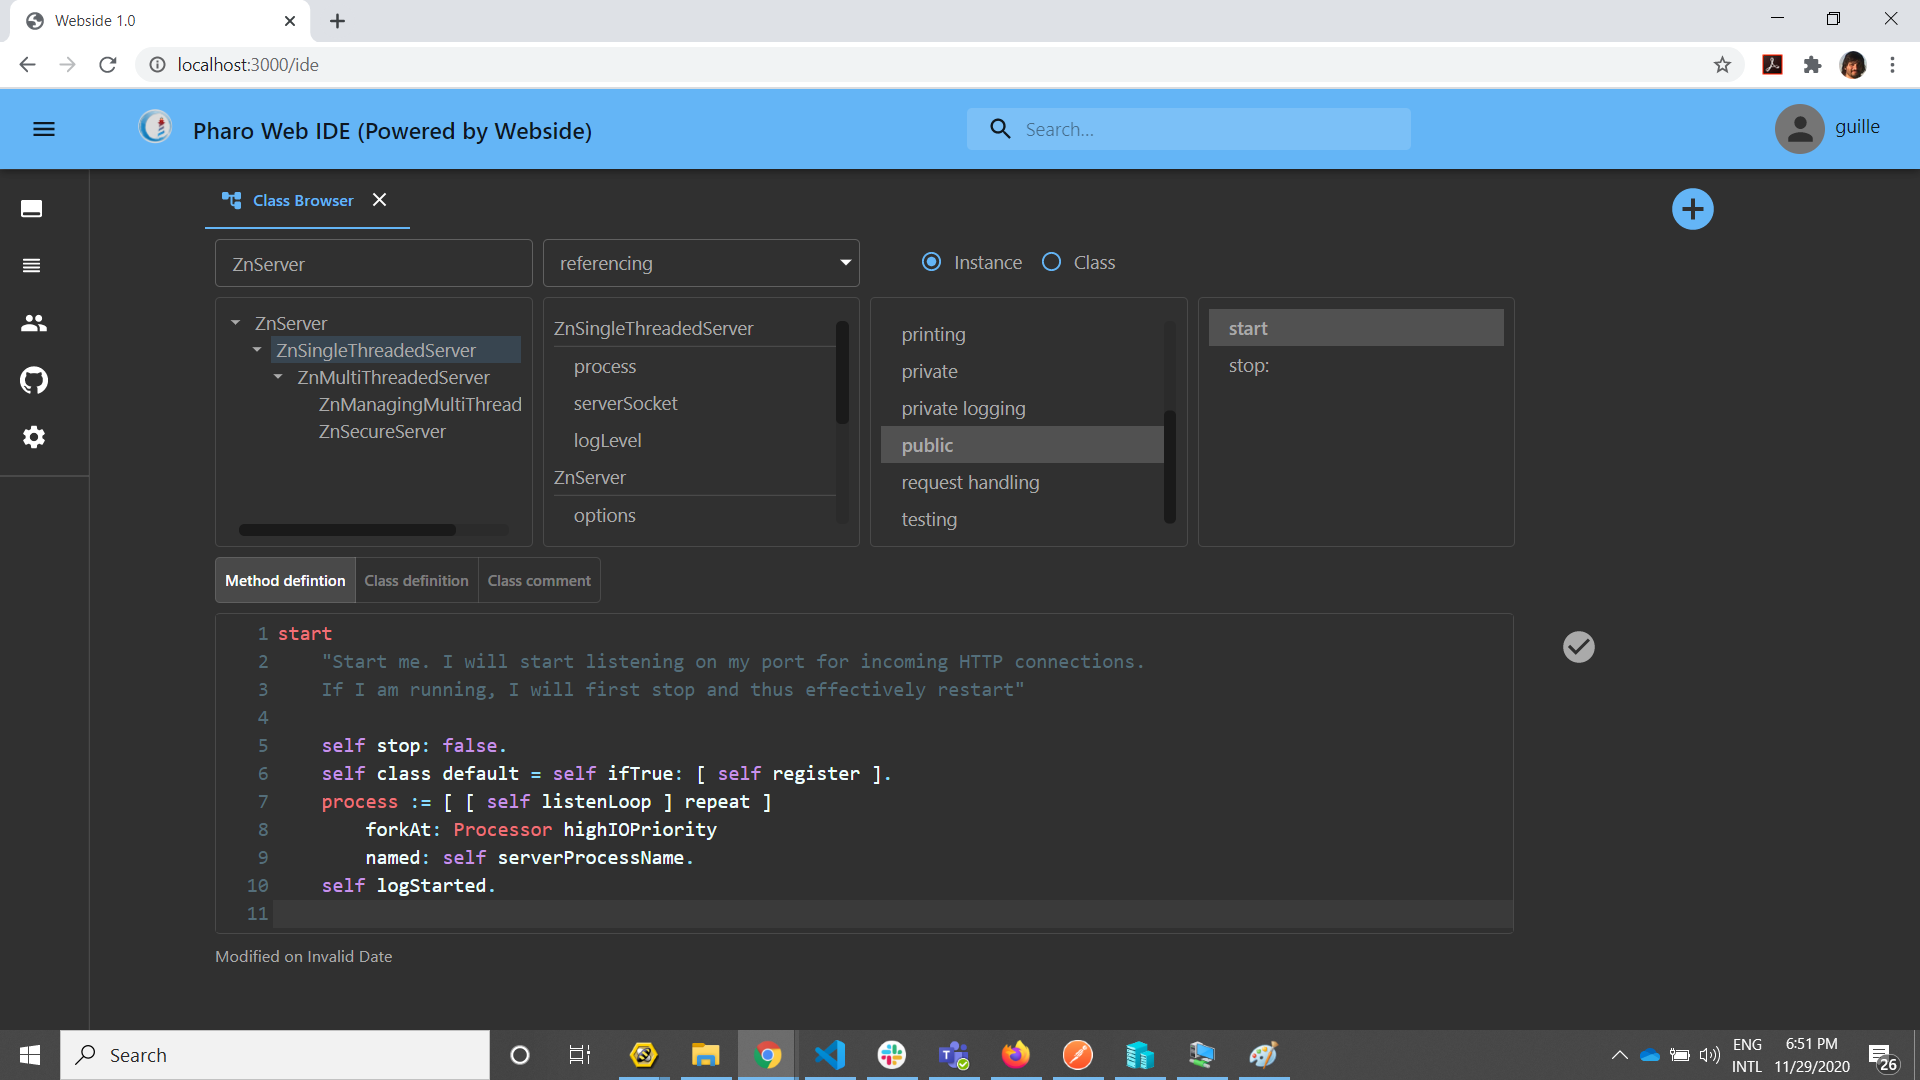 Webside 1.0
localhost:3000/ide
Pharo Web IDE (Powered by Webside)
Search...
guille
Class Browser
ZnServer
referencing
Instance
Class
ZnServer
ZnSingleThreadedServer
ZnMultiThreadedServer
ZnManagingMultiThread
ZnSecureServer
ZnSingleThreadedServer
process
serverSocket
logLevel
ZnServer
options
printing
private
private logging
public
request handling
testing
start
stop:
Method defintion
Class definition
Class comment
1 start
2 "Start me. I will start listening on my port for incoming HTTP connections.
3 If I am running, I will first stop and thus effectively restart"
4
5 self stop: false.
6 self class default = self ifTrue: [ self register ].
7 process := [ [ self listenLoop ] repeat ]
8 forkAt: Processor highIOPriority
9 named: self serverProcessName.
10 self logStarted.
11
Modified on Invalid Date
Search
ENG
INTL
6:51 PM
11/29/2020
26